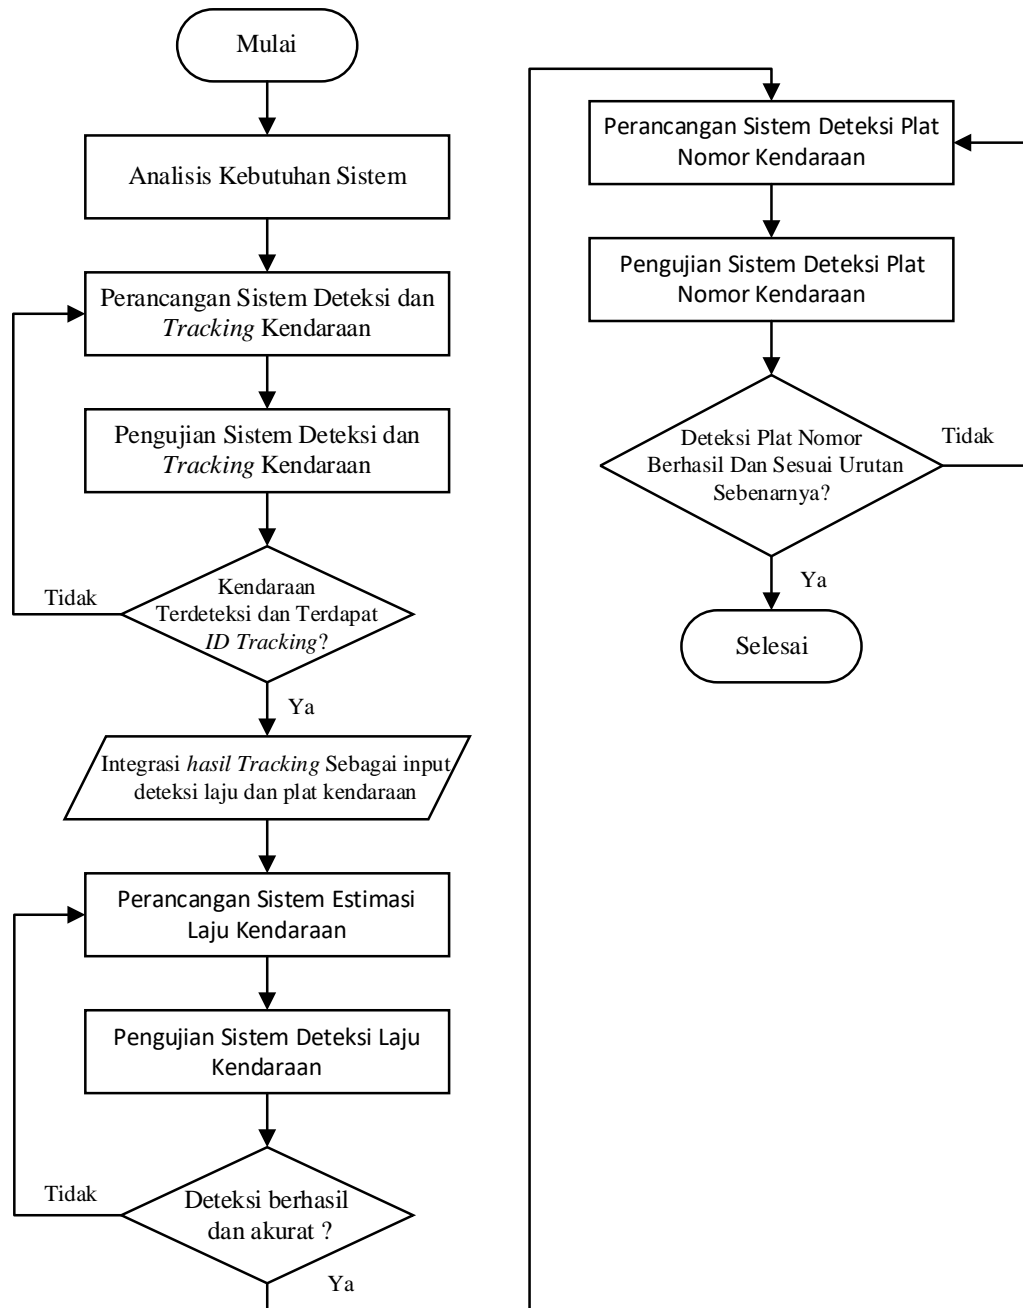 Mulai
Analisis Kebutuhan Sistem
Perancangan Sistem Deteksi dan
Tracking Kendaraan
Pengujian Sistem Deteksi dan
Tracking Kendaraan
Kendaraan
Terdeteksi dan Terdapat
ID Tracking?
Tidak
Ya
Integrasi hasil Tracking Sebagai input
deteksi laju dan plat kendaraan
Perancangan Sistem Estimasi
Laju Kendaraan
Pengujian Sistem Deteksi Laju
Kendaraan
Deteksi berhasil
dan akurat ?
Tidak
Ya
Perancangan Sistem Deteksi Plat
Nomor Kendaraan
Pengujian Sistem Deteksi Plat
Nomor Kendaraan
Deteksi Plat Nomor
Berhasil Dan Sesuai Urutan
Sebenarnya?
Tidak
Ya
Selesai